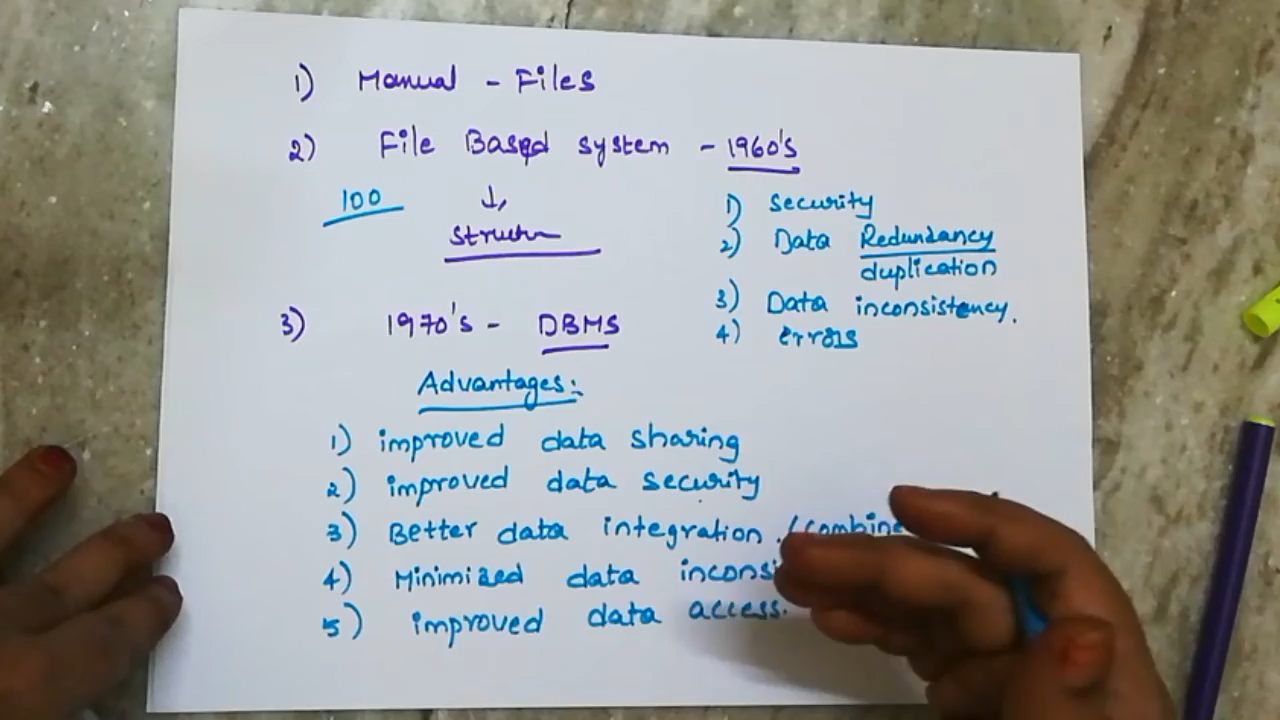 1) Manual - Files
2) File Based system - 1960's
100
↓
1) Security
2) Data Redundancy
duplication
3) Data inconsistency.
4) errors
3) 1970's - DBMS
Advantages:
1) improved data sharing
2) improved data security
3) Better data integration. (combine
4) Minimized data inconsi
5) improved data access.